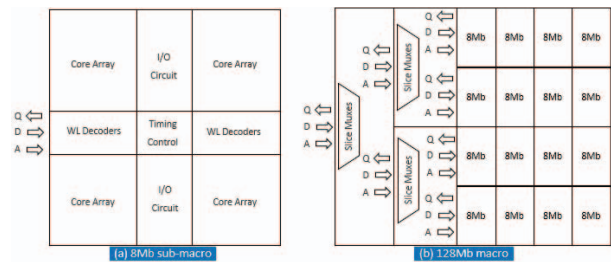 Core Array
I/O
Circuit
Core Array
Q
D
A
WL Decoders
Timing
Control
WL Decoders
Core Array
I/O
Circuit
Core Array
(a) 8Mb sub-macro
Q
D
A
Slice Muxes
Q
D
A
Slice Muxes
Q
D
A
8Mb 8Mb 8Mb 8Mb
Q
D
A
8Mb 8Mb 8Mb 8Mb
Q
D
A
Slice Muxes
Q
D
A
8Mb 8Mb 8Mb 8Mb
Q
D
A
8Mb 8Mb 8Mb 8Mb
(b) 128Mb macro